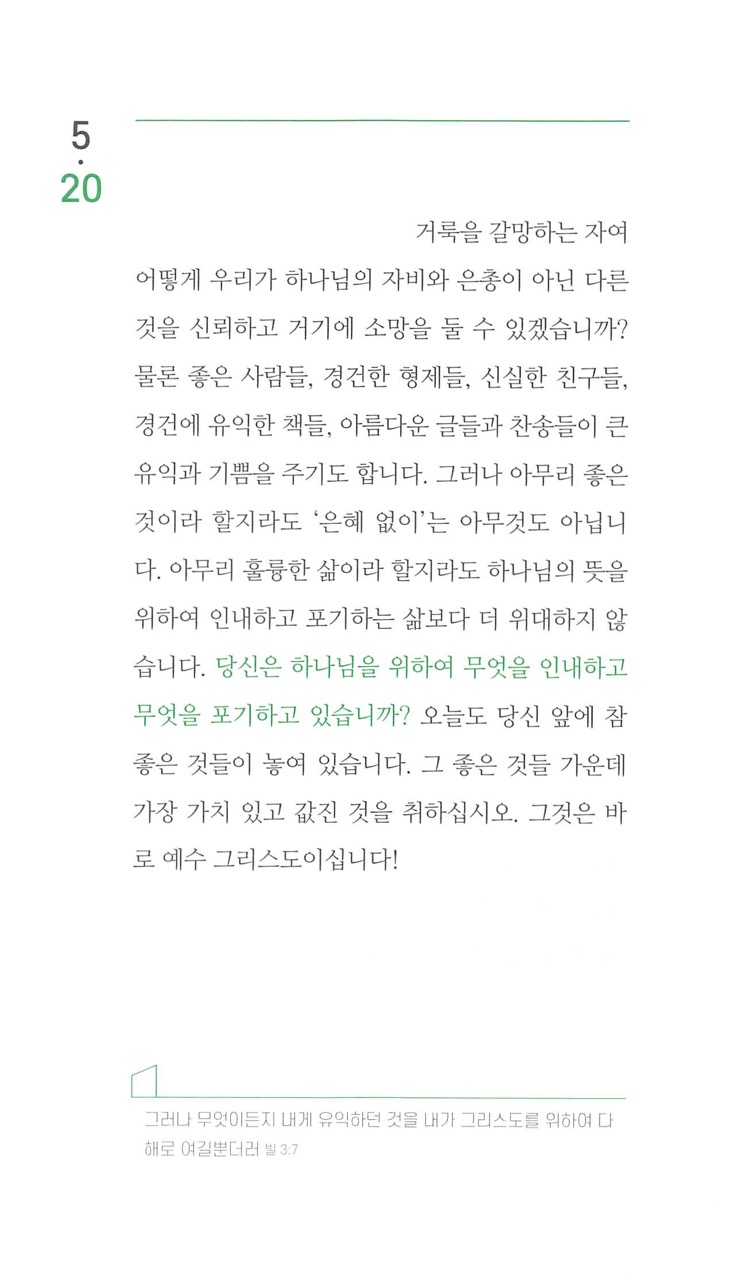 5
·
20
거룩을 갈망하는 자여
어떻게 우리가 하나님의 자비와 은총이 아닌 다른
것을 신뢰하고 거기에 소망을 둘 수 있겠습니까?
물론 좋은 사람들, 경건한 형제들, 신실한 친구들,
경건에 유익한 책들, 아름다운 글들과 찬송들이 큰
유익과 기쁨을 주기도 합니다. 그러나 아무리 좋은
것이라 할지라도 ‘은혜 없이’는 아무것도 아닙니
다. 아무리 훌륭한 삶이라 할지라도 하나님의 뜻을
위하여 인내하고 포기하는 삶보다 더 위대하지 않
습니다. 당신은 하나님을 위하여 무엇을 인내하고
무엇을 포기하고 있습니까? 오늘도 당신 앞에 참
좋은 것들이 놓여 있습니다. 그 좋은 것들 가운데
가장 가치 있고 값진 것을 취하십시오. 그것은 바
로 예수 그리스도이십니다!
그러나 무엇이든지 내게 유익하던 것을 내가 그리스도를 위하여 다
해로 여길뿐더러 빌 3:7